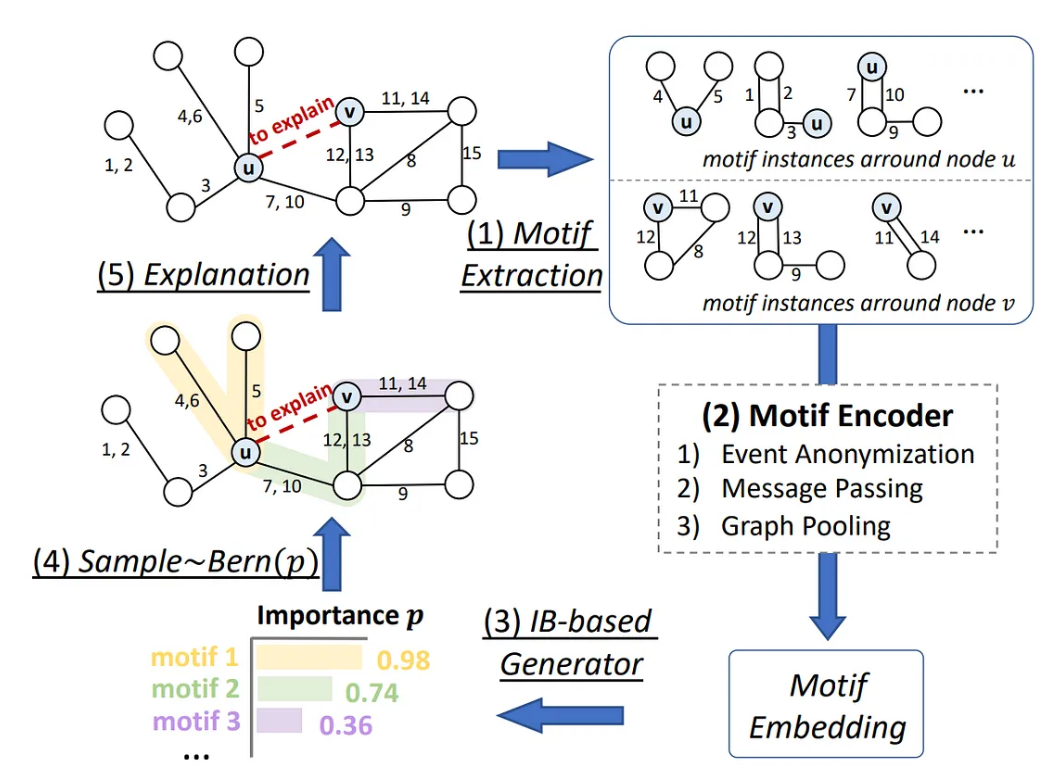 4,6
5
to explain
v
11, 14
1, 2
3
u
7, 10
12, 13
8
15
9
(1) Motif
Extraction
4
5
u
1
2
3
u
u
7
10
9
...
motif instances arround node u
v
11
12
8
v
12
13
9
v
11
14
...
motif instances arround node v
(2) Motif Encoder
1) Event Anonymization
2) Message Passing
3) Graph Pooling
Motif
Embedding
(3) IB-based
Generator
Importance p
motif 1 0.98
motif 2 0.74
motif 3 0.36
...
(4) Sample~Bern(p)
4,6
5
to explain
v
11, 14
1, 2
3
u
7, 10
12, 13
8
15
9
(5) Explanation